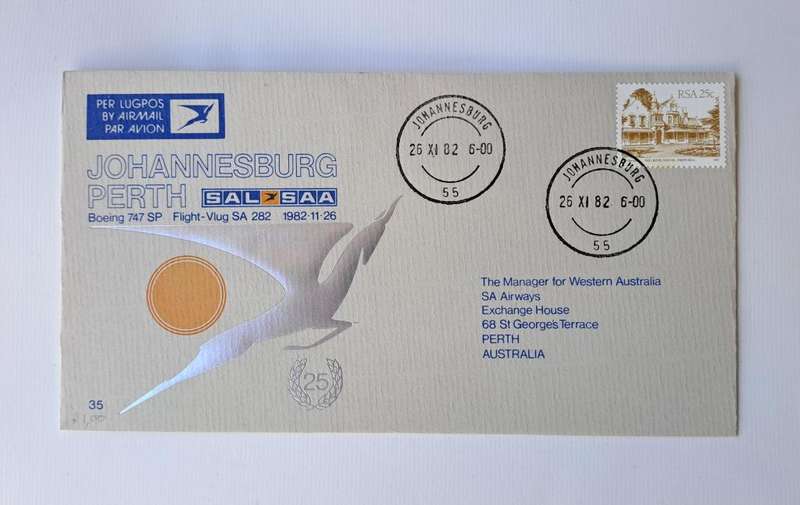 PER LUGPOS
BY AIRMAIL
PAR AVION
JOHANNESBURG
PERTH SAL SAA
Boeing 747 SP Flight-Vlug SA 282 1982·11·26
JOHANNESBURG
26 XI 82 6-00
55
RSA 25c
JOHANNESBURG
26 XI 82 6-00
55
The Manager for Western Australia
SA Airways
Exchange House
68 St George's Terrace
PERTH
AUSTRALIA
25
35
1,00